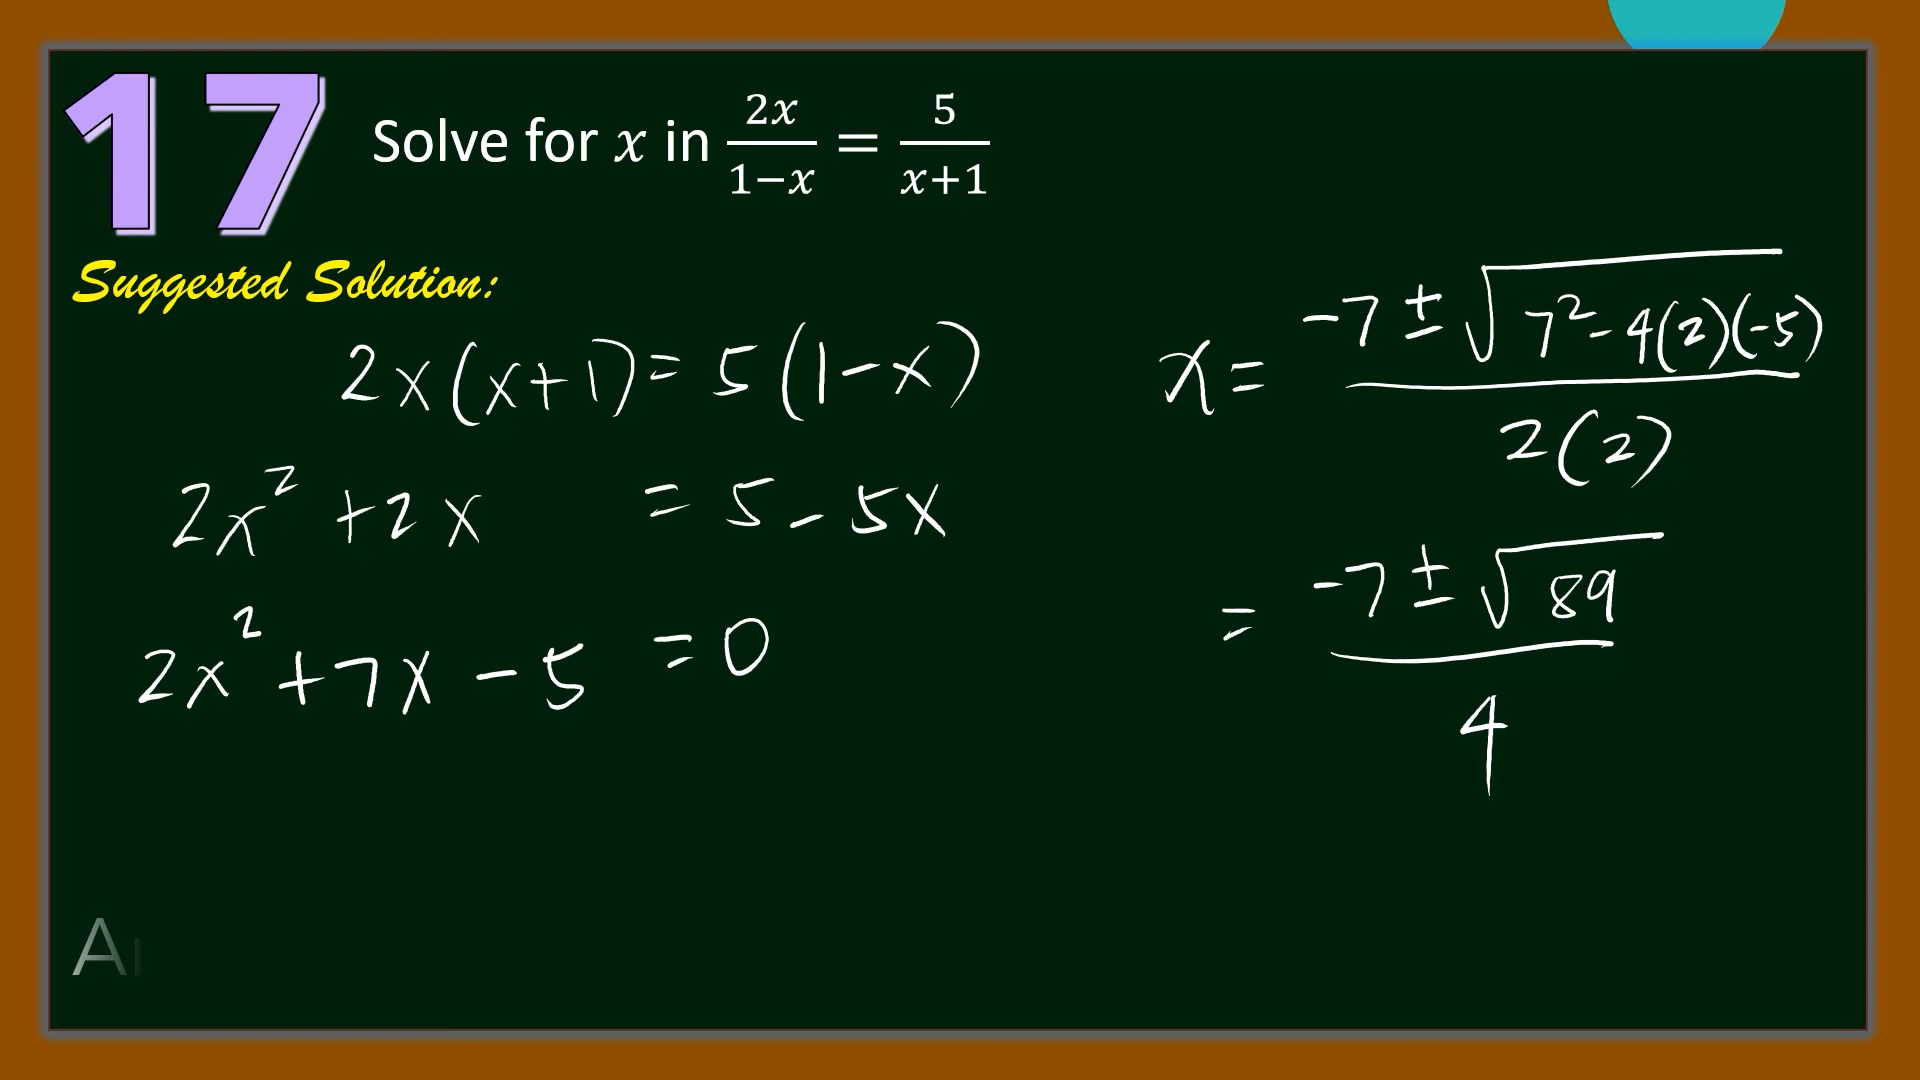 17
Solve for x in 2x/(1−x) = 5/(x+1)
Suggested Solution:
2x(x+1) = 5(1-x)
2x² + 2x = 5 - 5x
2x² + 7x - 5 = 0
x = (-7 ± √(7² - 4(2)(-5)))/(2(2))
= (-7 ± √89)/4
A